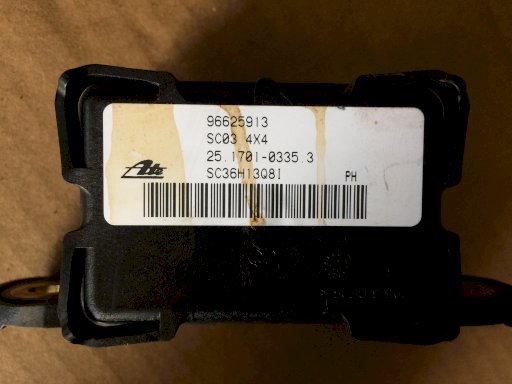 96625913
SC03 4X4
25.1701-0335.3
Ate SC36H13Q8I PH